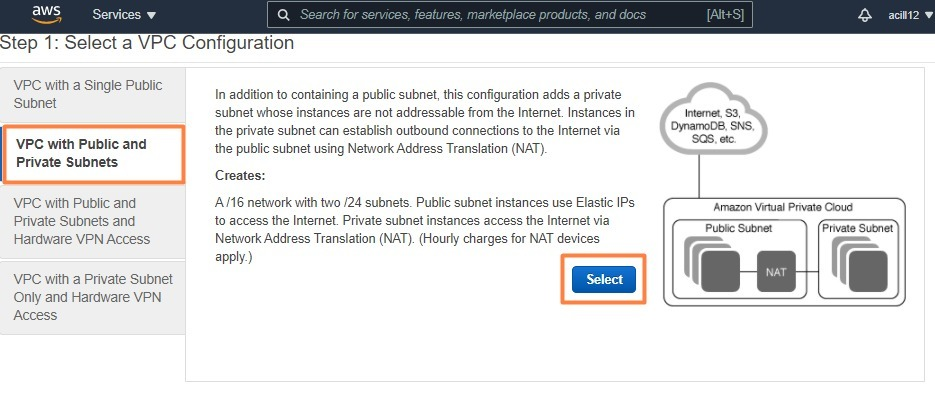 aws
Services
Search for services, features, marketplace products, and docs
[Alt+S]
acill12
Step 1: Select a VPC Configuration
VPC with a Single Public
Subnet
VPC with Public and
Private Subnets
VPC with Public and
Private Subnets and
Hardware VPN Access
VPC with a Private Subnet
Only and Hardware VPN
Access
In addition to containing a public subnet, this configuration adds a private
subnet whose instances are not addressable from the Internet. Instances in
the private subnet can establish outbound connections to the Internet via
the public subnet using Network Address Translation (NAT).
Creates:
A /16 network with two /24 subnets. Public subnet instances use Elastic IPs
to access the Internet. Private subnet instances access the Internet via
Network Address Translation (NAT). (Hourly charges for NAT devices
apply.)
Select
Internet, S3,
DynamoDB, SNS,
SQS, etc.
Amazon Virtual Private Cloud
Public Subnet
Private Subnet
NAT